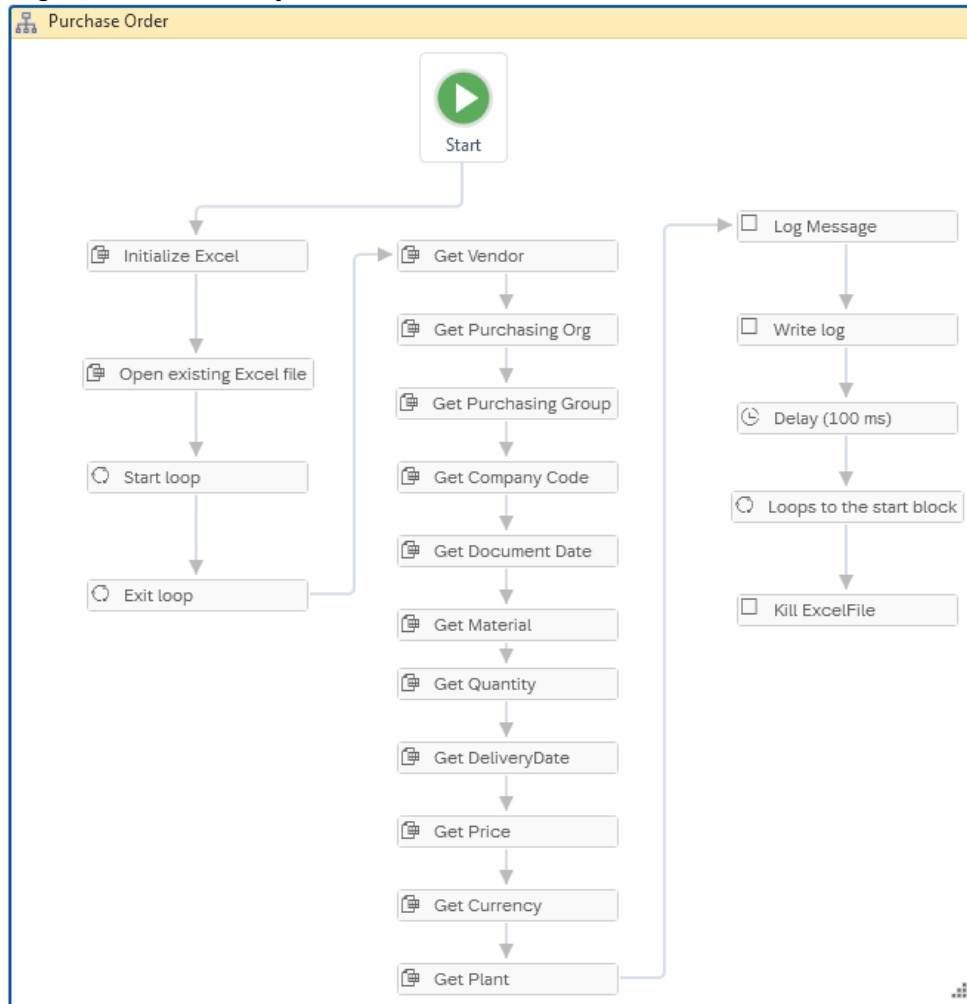 Purchase Order
Start
Initialize Excel
Open existing Excel file
Start loop
Exit loop
Get Vendor
Get Purchasing Org
Get Purchasing Group
Get Company Code
Get Document Date
Get Material
Get Quantity
Get DeliveryDate
Get Price
Get Currency
Get Plant
Log Message
Write log
Delay (100 ms)
Loops to the start block
Kill ExcelFile